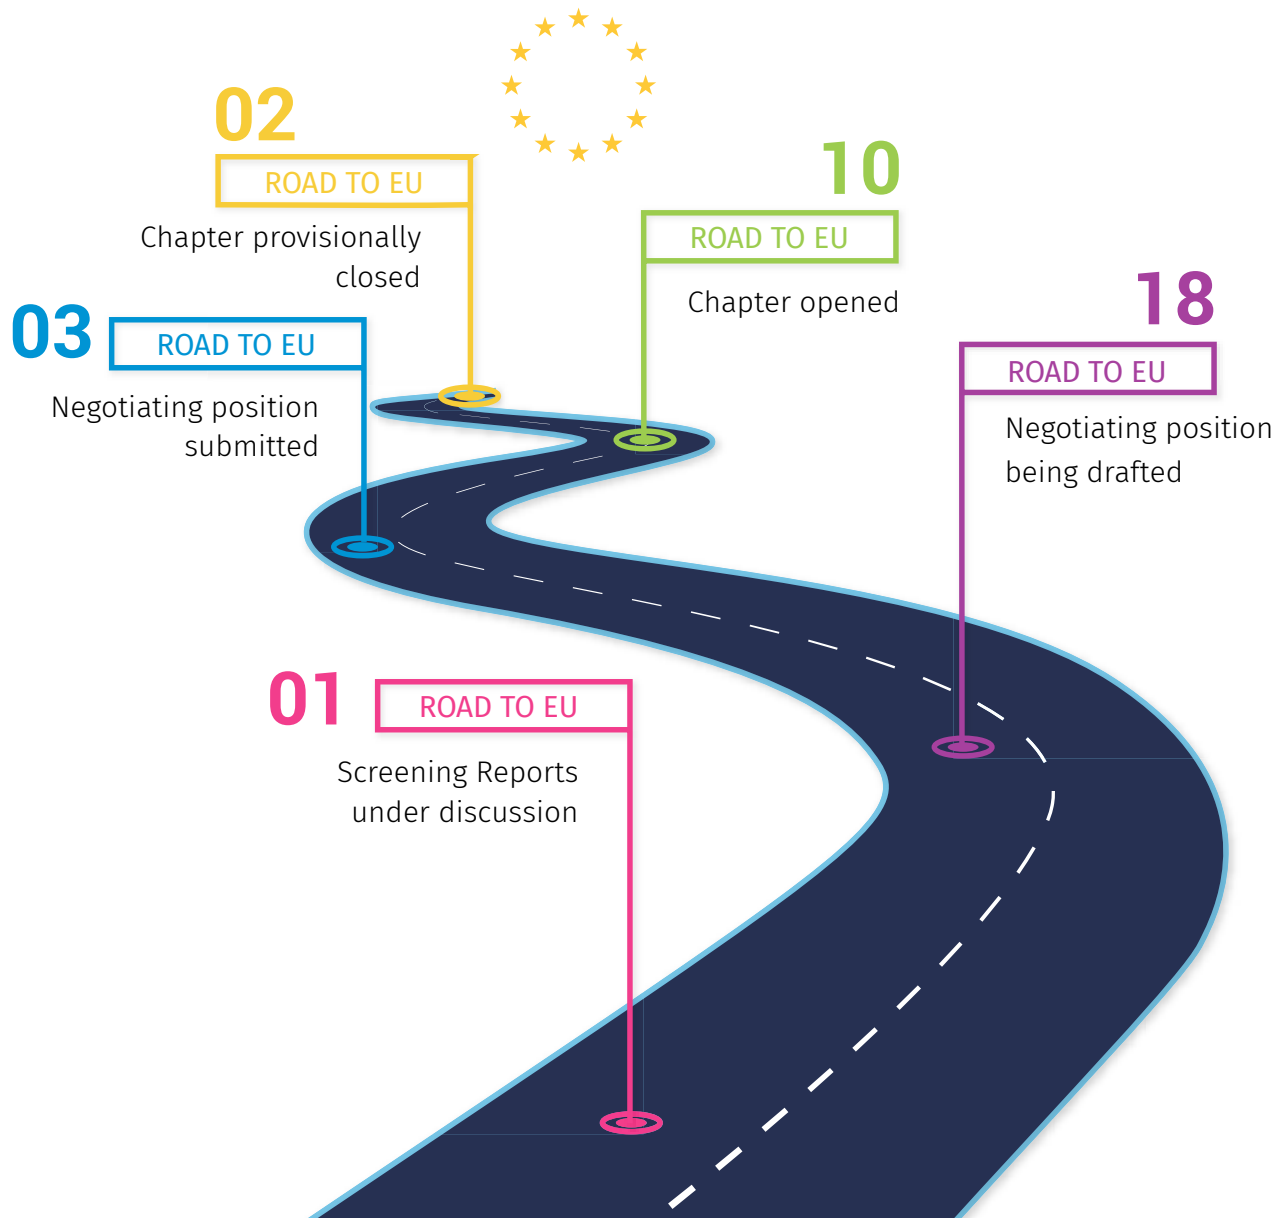 02
ROAD TO EU
Chapter provisionally
closed
10
ROAD TO EU
Chapter opened
03
ROAD TO EU
Negotiating position
submitted
18
ROAD TO EU
Negotiating position
being drafted
01
ROAD TO EU
Screening Reports
under discussion